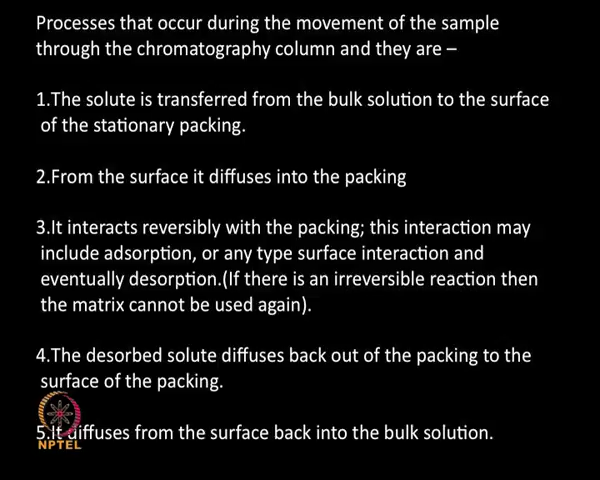 Processes that occur during the movement of the sample
through the chromatography column and they are –
1.The solute is transferred from the bulk solution to the surface
of the stationary packing.
2.From the surface it diffuses into the packing
3.It interacts reversibly with the packing; this interaction may
include adsorption, or any type surface interaction and
eventually desorption.(If there is an irreversible reaction then
the matrix cannot be used again).
4.The desorbed solute diffuses back out of the packing to the
surface of the packing.
5.It diffuses from the surface back into the bulk solution.
NPTEL